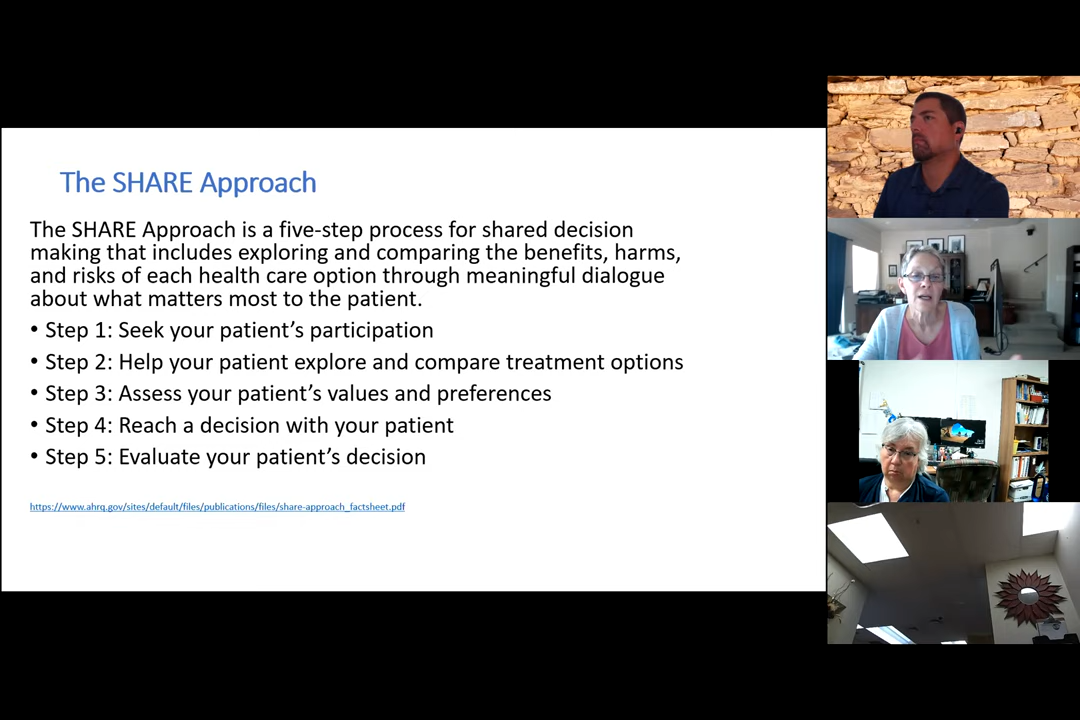 The SHARE Approach
The SHARE Approach is a five-step process for shared decision
making that includes exploring and comparing the benefits, harms,
and risks of each health care option through meaningful dialogue
about what matters most to the patient.
• Step 1: Seek your patient’s participation
• Step 2: Help your patient explore and compare treatment options
• Step 3: Assess your patient’s values and preferences
• Step 4: Reach a decision with your patient
• Step 5: Evaluate your patient’s decision
https://www.ahrq.gov/sites/default/files/publications/files/share-approach_factsheet.pdf